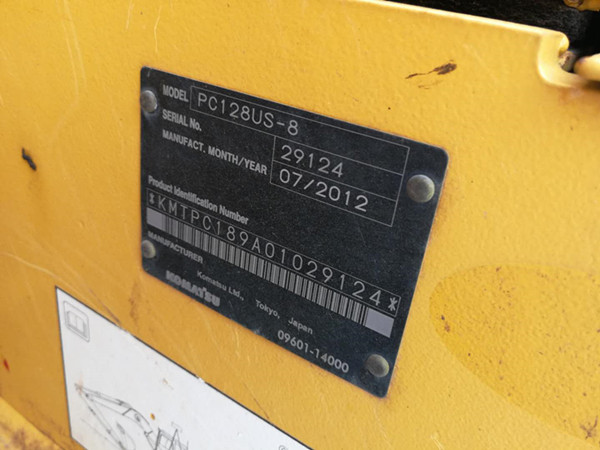 MODEL PC128US-8
SERIAL No. 29124
MANUFACT. MONTH/YEAR 07/2012
Product Identification Number
*KMTPC189A01029124*
MANUFACTURER
Komatsu Ltd., Tokyo, Japan
KOMATSU
09601-14000